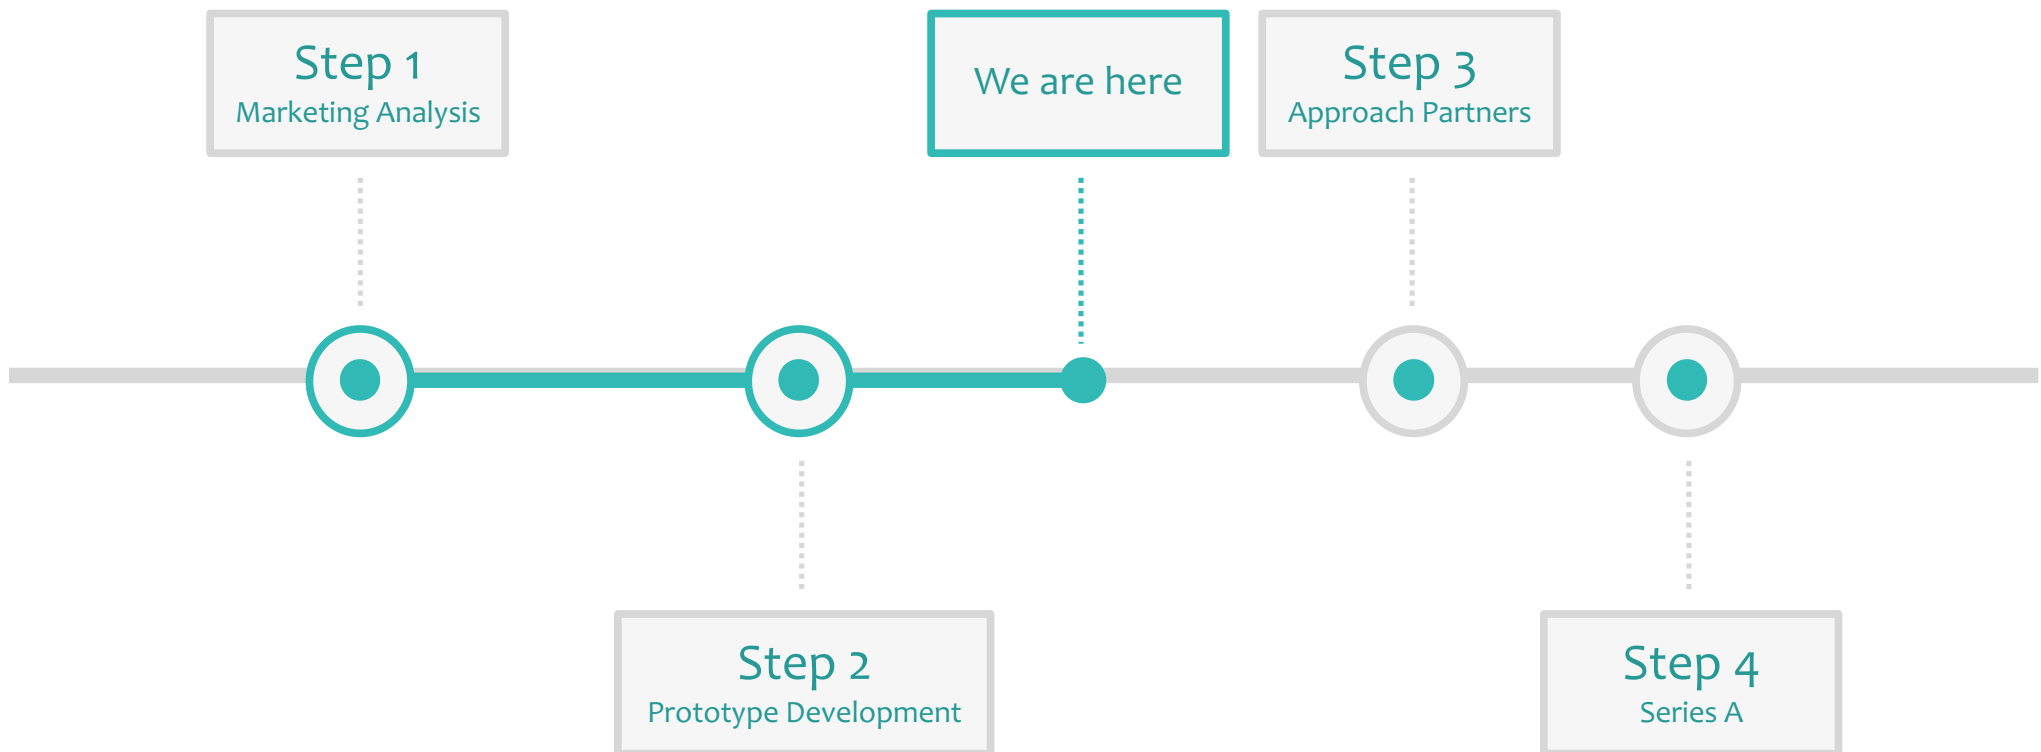 Step 1
Marketing Analysis
We are here
Step 3
Approach Partners
Step 2
Prototype Development
Step 4
Series A